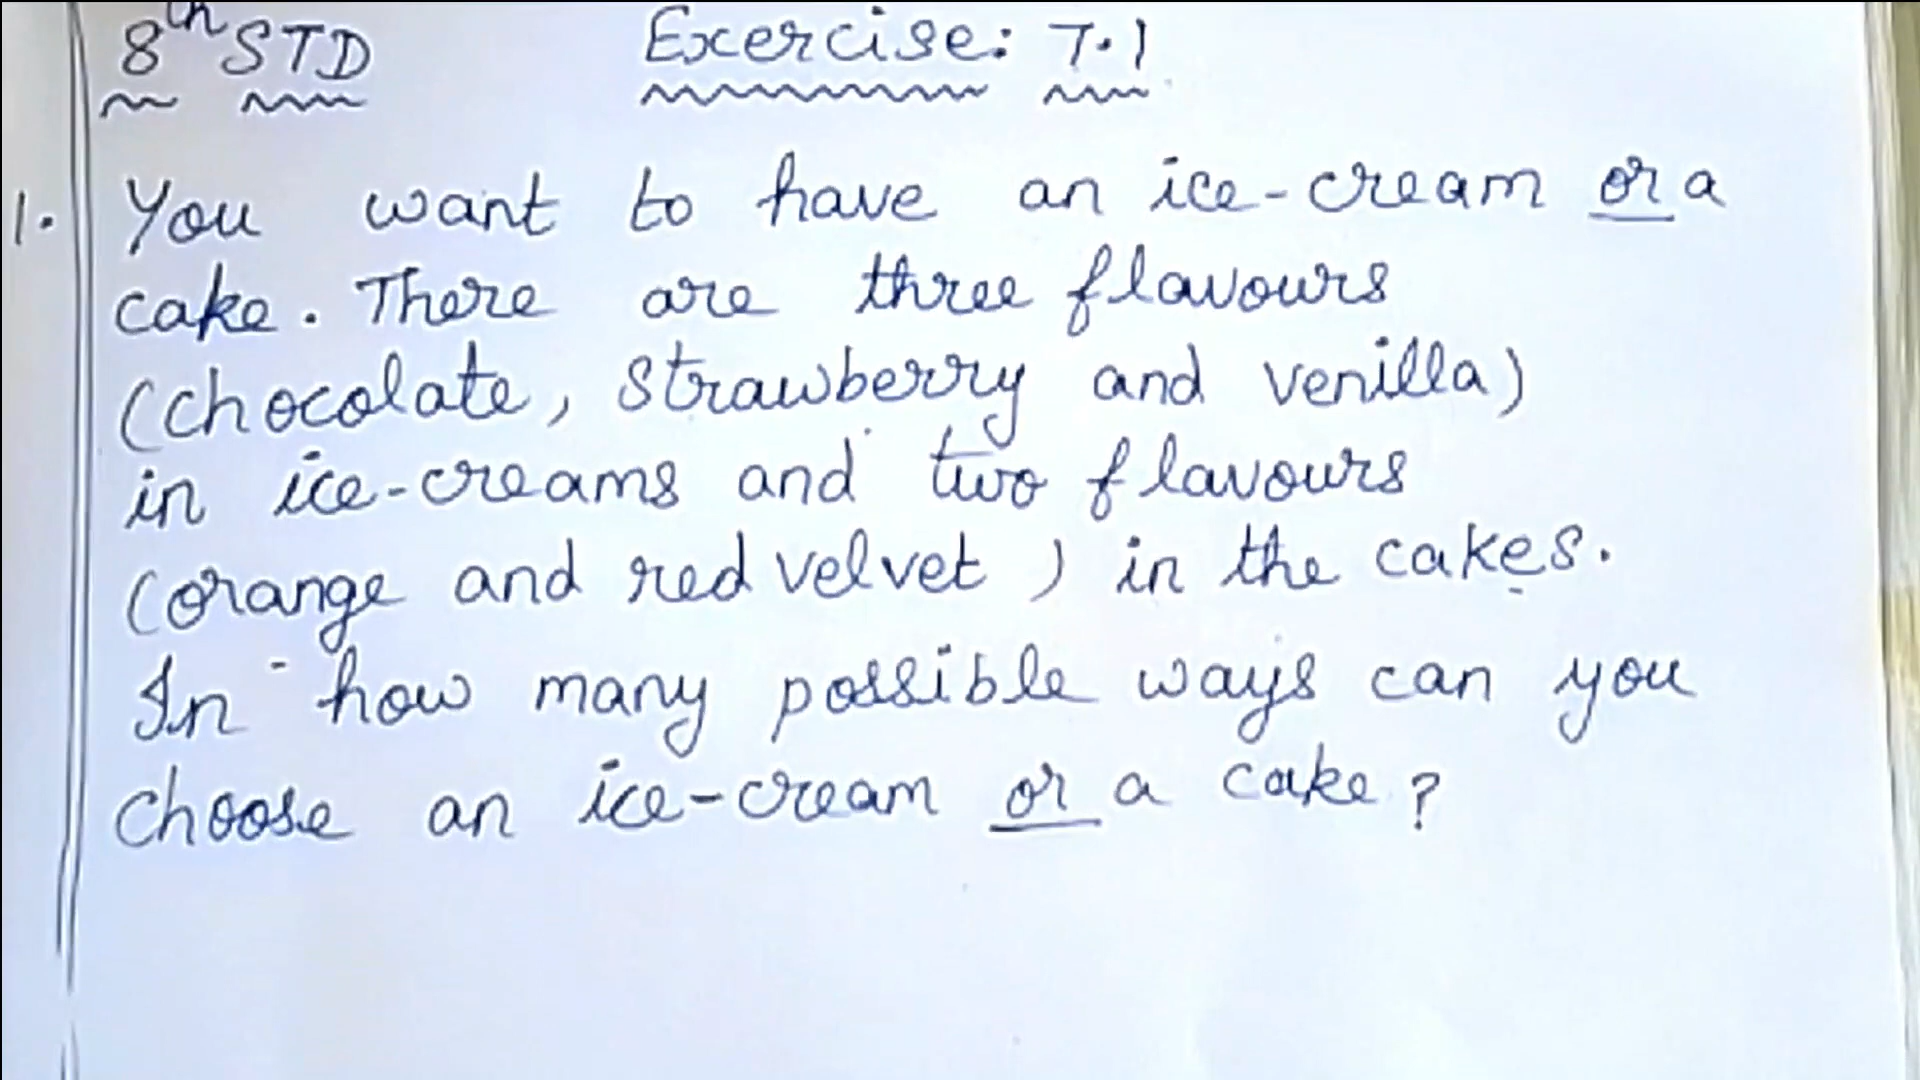 8th STD Exercise: 7.1
1. You want to have an ice-cream or a
cake. There are three flavours
(chocolate, strawberry and venilla)
in ice-creams and two flavours
(orange and red velvet ) in the cakes.
In how many possible ways can you
choose an ice-cream or a cake?